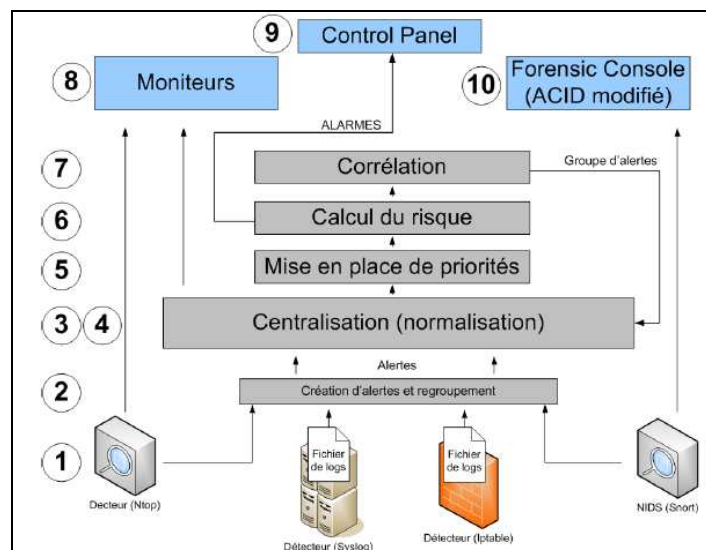 9
Control Panel
8
Moniteurs
10
Forensic Console
(ACID modifié)
ALARMES
7
Corrélation
Groupe d'alertes
6
Calcul du risque
5
Mise en place de priorités
3
4
Centralisation (normalisation)
Alertes
2
Création d'alertes et regroupement
1
Fichier
de logs
Fichier
de logs
Decteur (Ntop)
Détecteur (Syslog)
Détecteur (Iptable)
NIDS (Snort)